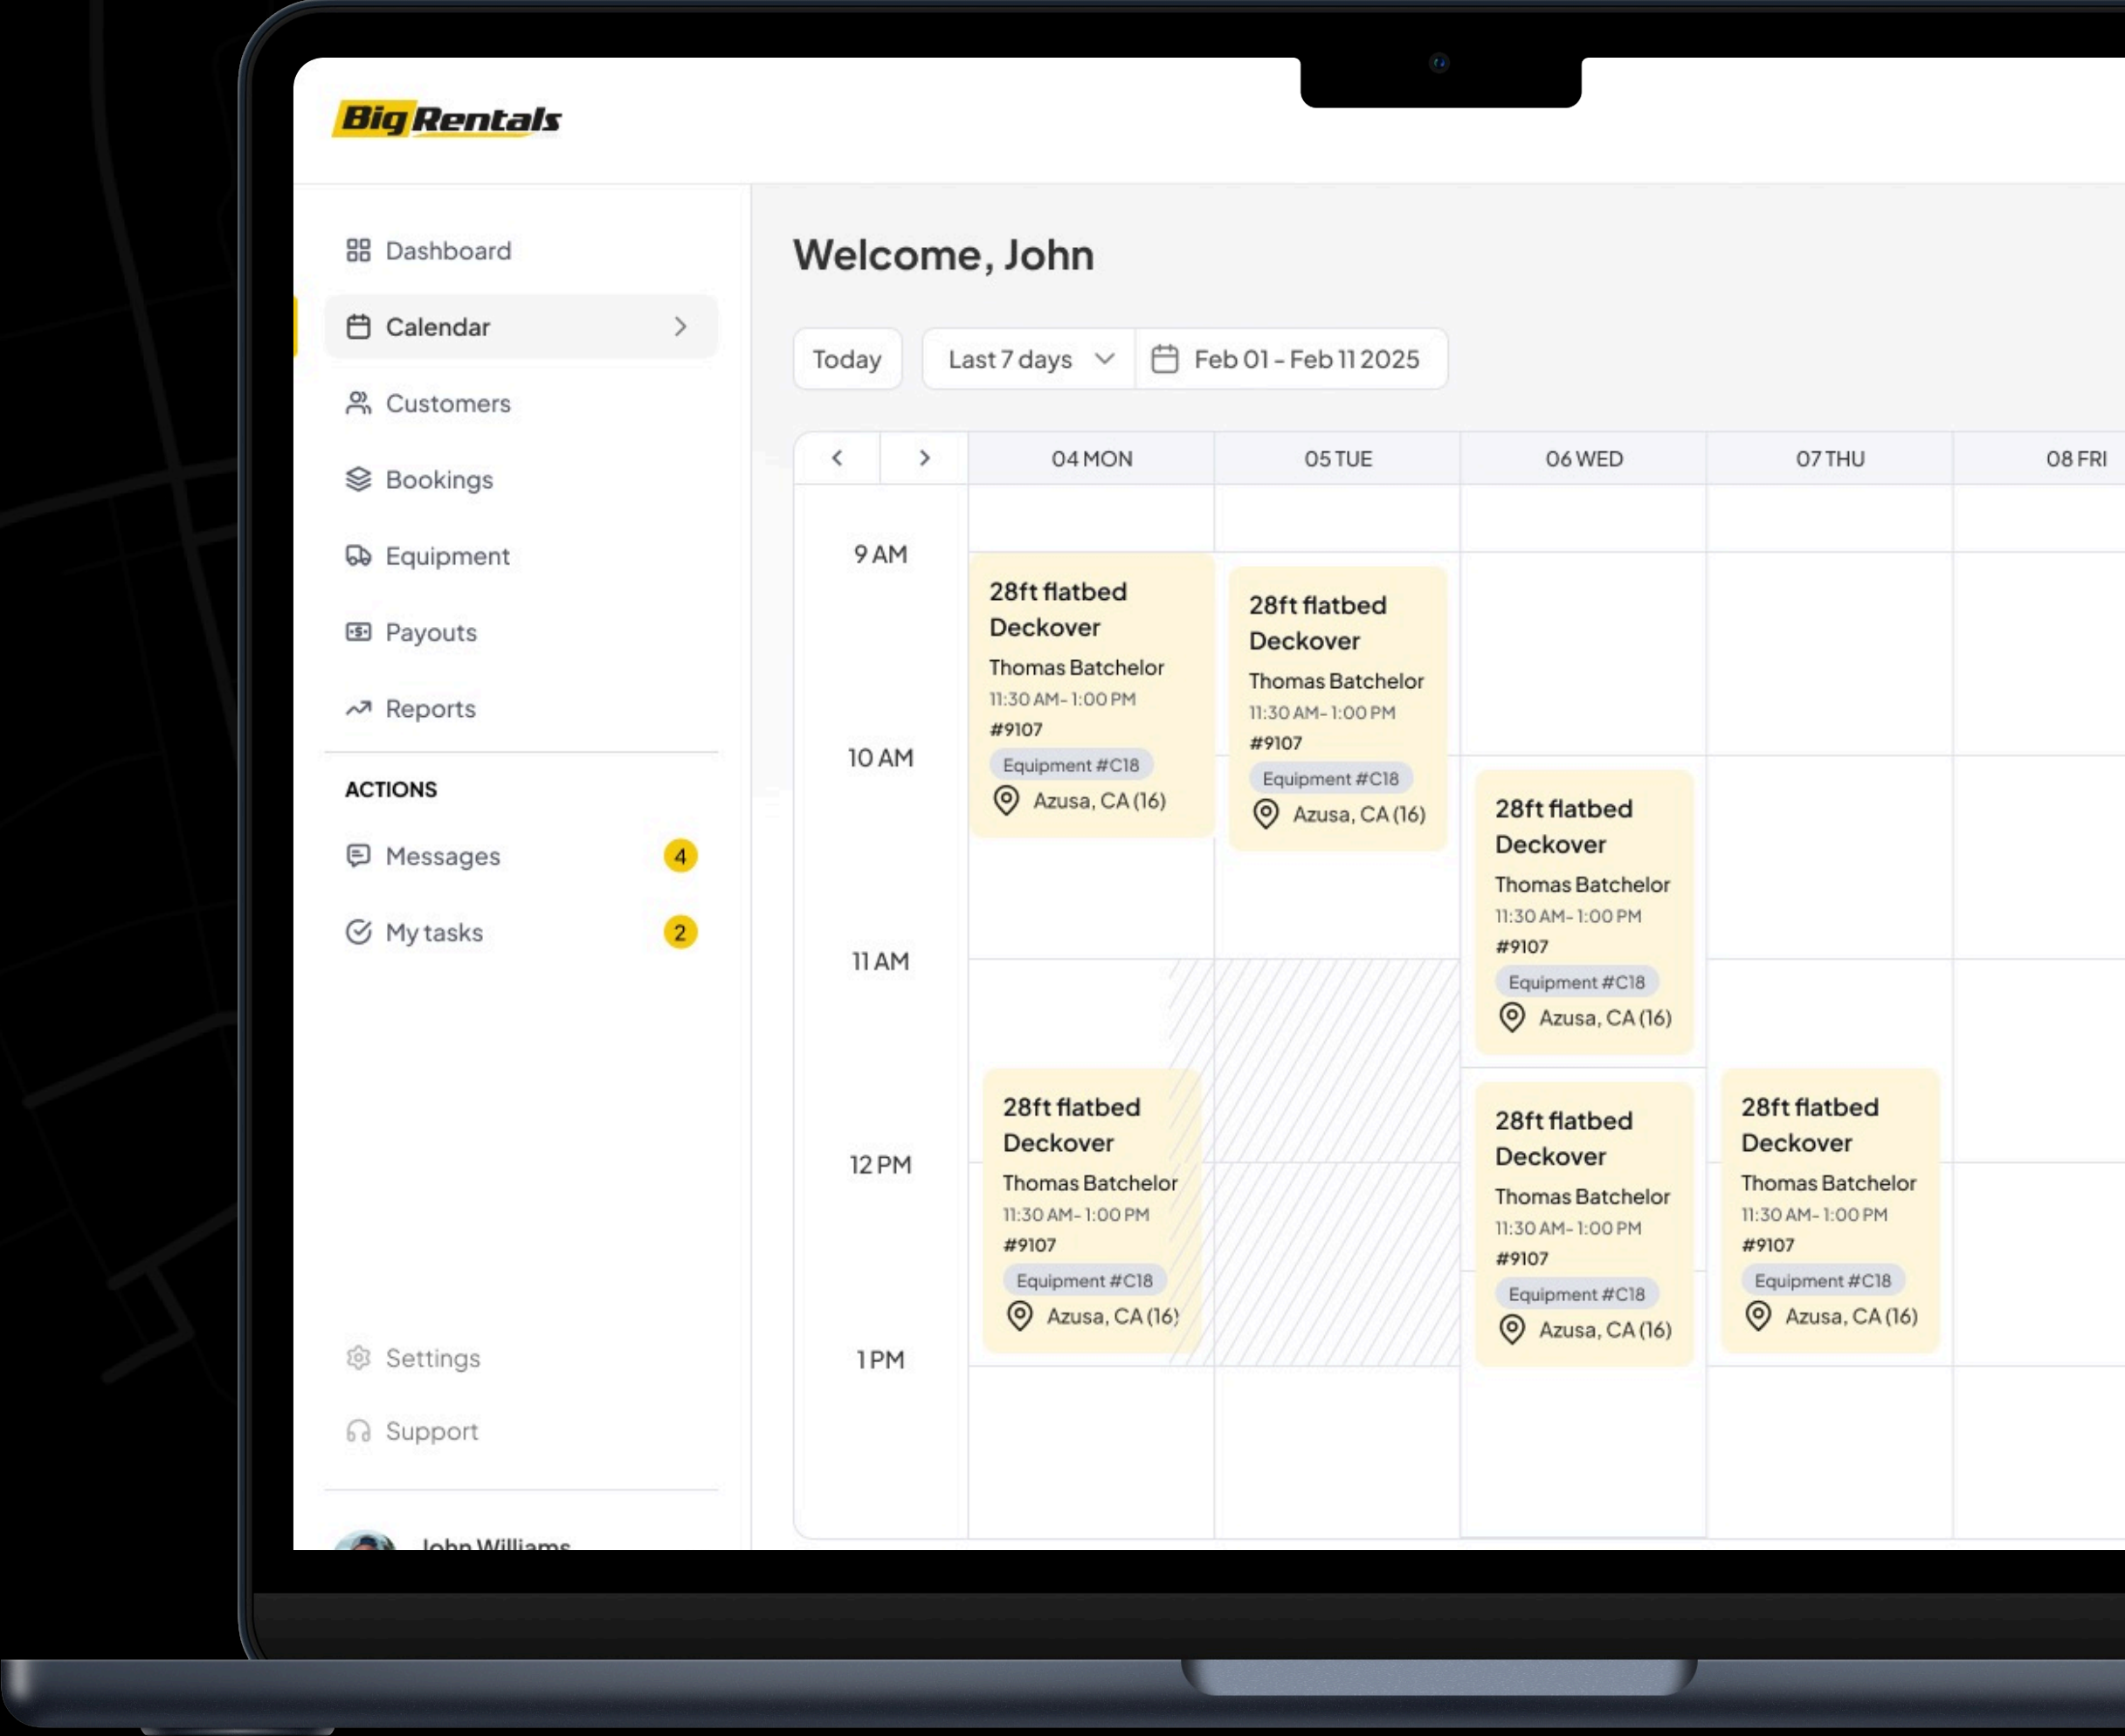 BigRentals
Dashboard
Calendar
Customers
Bookings
Equipment
Payouts
Reports
ACTIONS
Messages 4
My tasks 2
Settings
Support
John Williams
Welcome, John
Today
Last 7 days
Feb 01 - Feb 11 2025
04 MON 05 TUE 06 WED 07 THU 08 FRI
9 AM
10 AM
11 AM
12 PM
1 PM
28ft flatbed
Deckover
Thomas Batchelor
11:30 AM- 1:00 PM
#9107
Equipment #C18
Azusa, CA (16)
28ft flatbed
Deckover
Thomas Batchelor
11:30 AM- 1:00 PM
#9107
Equipment #C18
Azusa, CA (16)
28ft flatbed
Deckover
Thomas Batchelor
11:30 AM- 1:00 PM
#9107
Equipment #C18
Azusa, CA (16)
28ft flatbed
Deckover
Thomas Batchelor
11:30 AM- 1:00 PM
#9107
Equipment #C18
Azusa, CA (16)
28ft flatbed
Deckover
Thomas Batchelor
11:30 AM- 1:00 PM
#9107
Equipment #C18
Azusa, CA (16)
28ft flatbed
Deckover
Thomas Batchelor
11:30 AM- 1:00 PM
#9107
Equipment #C18
Azusa, CA (16)